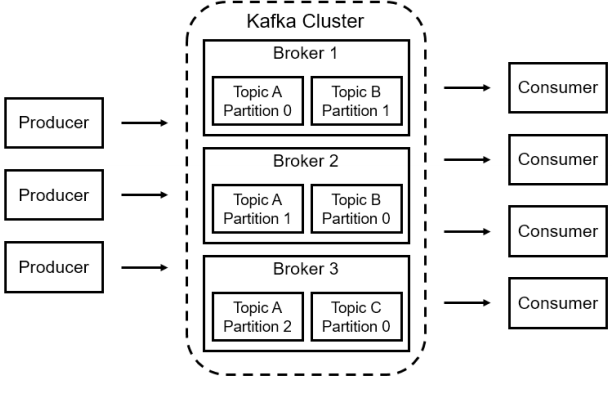 Kafka Cluster
Broker 1
Topic A
Partition 0
Topic B
Partition 1
Broker 2
Topic A
Partition 1
Topic B
Partition 0
Broker 3
Topic A
Partition 2
Topic C
Partition 0
Producer
Producer
Producer
Consumer
Consumer
Consumer
Consumer